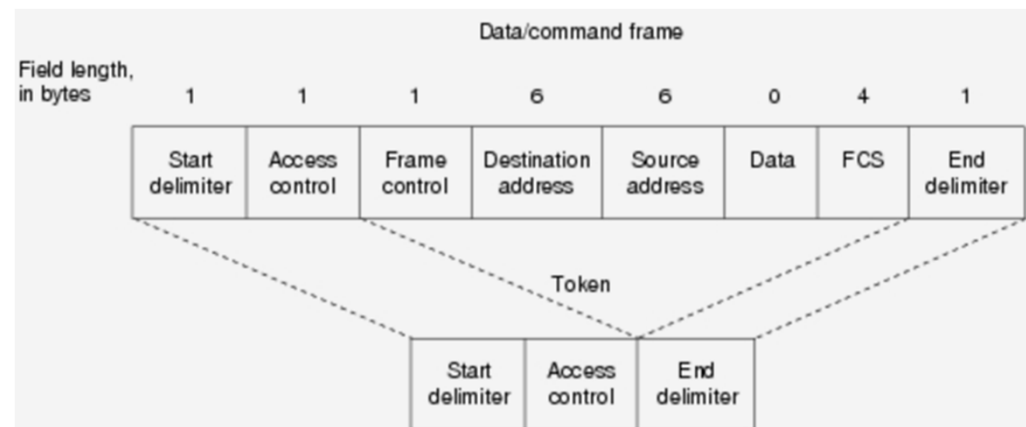 Data/command frame
Field length,
in bytes
1 1 1 6 6 0 4 1
Start
delimiter
Access
control
Frame
control
Destination
address
Source
address
Data
FCS
End
delimiter
Token
Start
delimiter
Access
control
End
delimiter